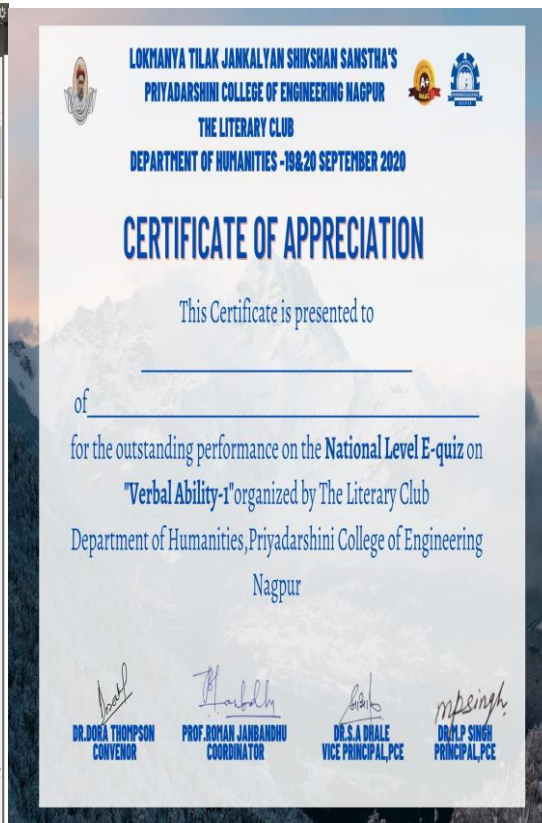 LOKMANYA TILAK JANKALYAN SHIKSHAN SANSTHA'S
PRIYADARSHINI COLLEGE OF ENGINEERING NAGPUR
THE LITERARY CLUB
DEPARTMENT OF HUMANITIES -19&20 SEPTEMBER 2020
A+
NAAC
CERTIFICATE OF APPRECIATION
This Certificate is presented to
of
for the outstanding performance on the National Level E-quiz on
"Verbal Ability-1"organized by The Literary Club
Department of Humanities,Priyadarshini College of Engineering
Nagpur
mpsingh
DR.DORA THOMPSON
CONVENOR
PROF.ROMAN JANBANDHU
COORDINATOR
DR.S.A DHALE
VICE PRINCIPAL,PCE
DR.M.P SINGH
PRINCIPAL,PCE